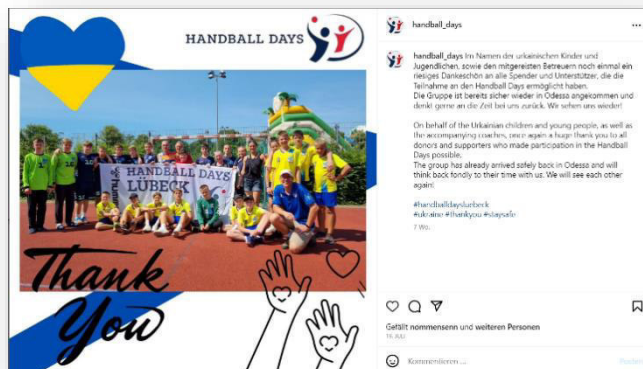 HANDBALL DAYS
HANDBALL DAYS
LÜBECK
hummel
Thank
You
handball_days
handball_days Im Namen der urkainischen Kinder und
Jugendlichen, sowie den mitgereisten Betreuern noch einmal ein
riesiges Dankeschön an alle Spender und Unterstützer, die die
Teilnahme an den Handball Days ermöglicht haben.
Die Gruppe ist bereits sicher wieder in Odessa angekommen und
denkt gerne an die Zeit bei uns zurück. Wir sehen uns wieder!
On behalf of the Urkainian children and young people, as well as
the accompanying coaches, once again a huge thank you to all
donors and supporters who made participation in the Handball
Days possible.
The group has already arrived safely back in Odessa and will
think back fondly to their time with us. We will see each other
again!
#handballdaysluebeck
#ukraine #thankyou #staysafe
7 Wo.
Gefällt nommensenn und weiteren Personen
Kommentieren ...
Posten